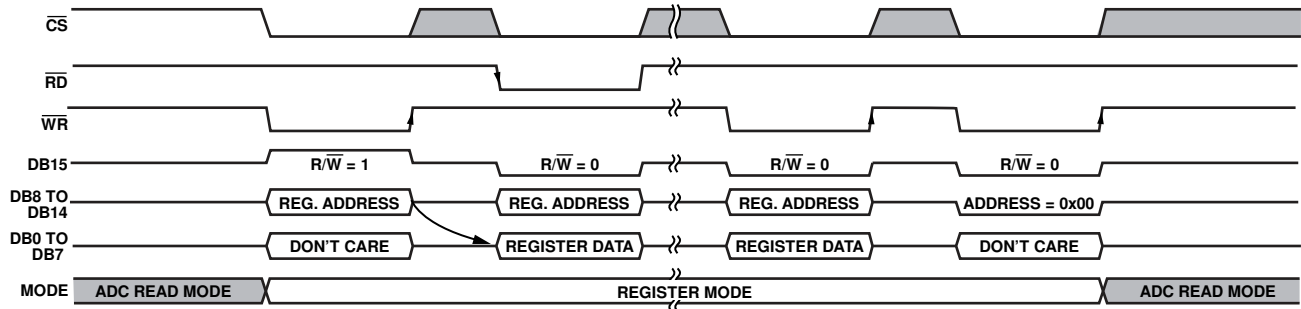 CS
RD
WR
DB15 R/W = 1 R/W = 0 R/W = 0 R/W = 0
DB8 TO
DB14 REG. ADDRESS REG. ADDRESS REG. ADDRESS ADDRESS = 0x00
DB0 TO
DB7 DON'T CARE REGISTER DATA REGISTER DATA DON'T CARE
MODE ADC READ MODE REGISTER MODE ADC READ MODE